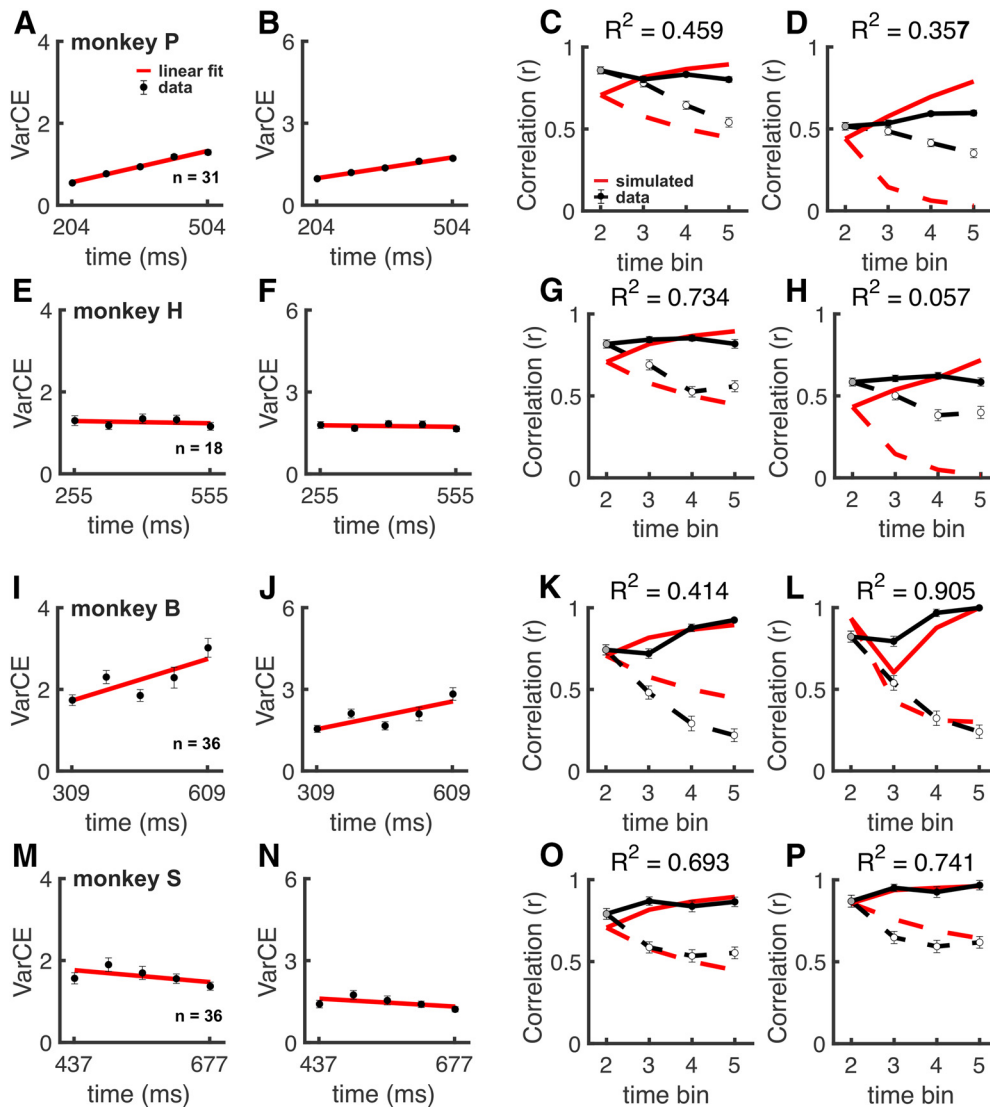 A monkey P
4
2
0
VarCE
linear fit
data
n = 31
204 504
time (ms)
B
6
3
0
VarCE
204 504
time (ms)
C R² = 0.459
1
0.5
0
Correlation (r)
simulated
data
2 3 4 5
time bin
D R² = 0.357
1
0.5
0
Correlation (r)
2 3 4 5
time bin
E monkey H
4
2
0
VarCE
n = 18
255 555
time (ms)
F
6
3
0
VarCE
255 555
time (ms)
G R² = 0.734
1
0.5
0
Correlation (r)
2 3 4 5
time bin
H R² = 0.057
1
0.5
0
Correlation (r)
2 3 4 5
time bin
I monkey B
4
2
0
VarCE
n = 36
309 609
time (ms)
J
6
3
0
VarCE
309 609
time (ms)
K R² = 0.414
1
0.5
0
Correlation (r)
2 3 4 5
time bin
L R² = 0.905
1
0.5
0
Correlation (r)
2 3 4 5
time bin
M monkey S
4
2
0
VarCE
n = 36
437 677
time (ms)
N
6
3
0
VarCE
437 677
time (ms)
O R² = 0.693
1
0.5
0
Correlation (r)
2 3 4 5
time bin
P R² = 0.741
1
0.5
0
Correlation (r)
2 3 4 5
time bin